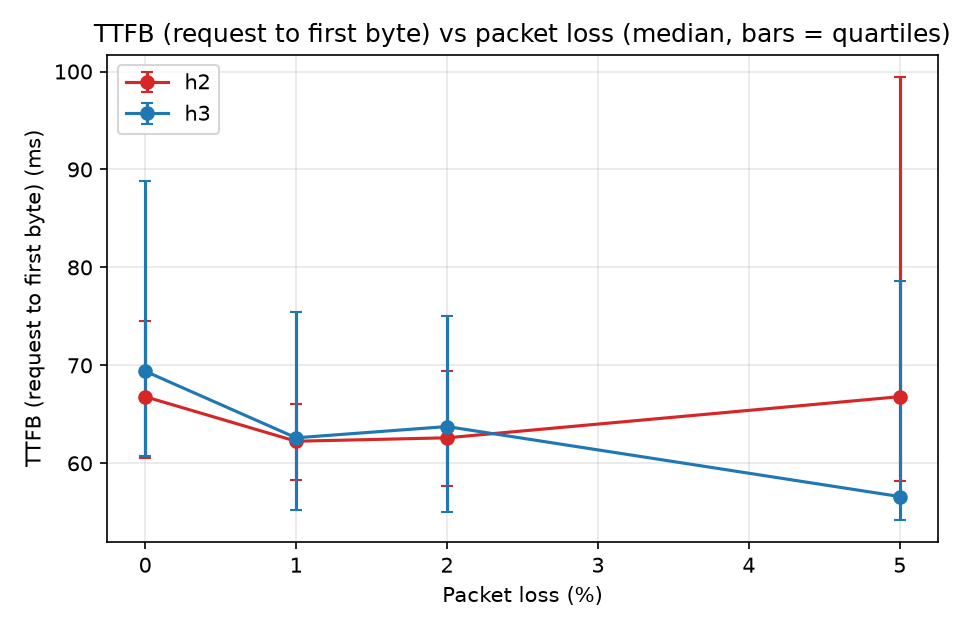 TTFB (request to first byte) vs packet loss (median, bars = quartiles)
h2
h3
TTFB (request to first byte) (ms)
100
90
80
70
60
0 1 2 3 4 5
Packet loss (%)